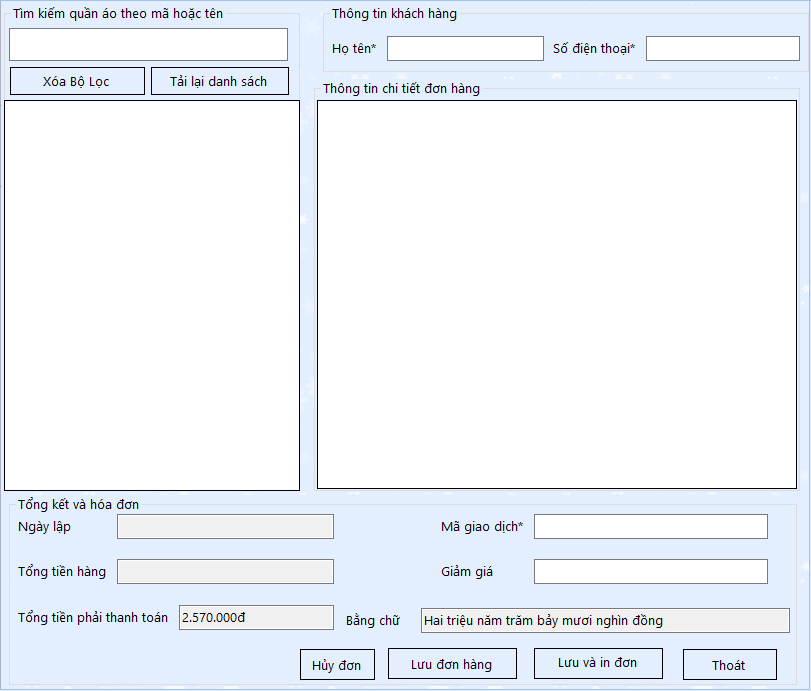 Tìm kiếm quần áo theo mã hoặc tên
Xóa Bộ Lọc
Tải lại danh sách
Thông tin khách hàng
Họ tên*
Số điện thoại*
Thông tin chi tiết đơn hàng
Tổng kết và hóa đơn
Ngày lập
Mã giao dịch*
Tổng tiền hàng
Giảm giá
Tổng tiền phải thanh toán
2.570.000đ
Bằng chữ
Hai triệu năm trăm bảy mươi nghìn đồng
Hủy đơn
Lưu đơn hàng
Lưu và in đơn
Thoát